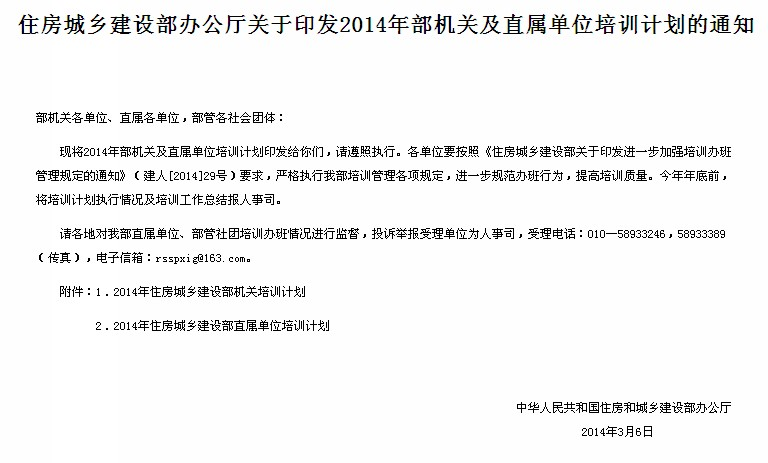 住房城乡建设部办公厅关于印发2014年部机关及直属单位培训计划的通知
部机关各单位、直属各单位，部管各社会团体：
现将2014年部机关及直属单位培训计划印发给你们，请遵照执行。各单位要按照《住房城乡建设部关于印发进一步加强培训办班
管理规定的通知》（建人[2014]29号）要求，严格执行我部培训管理各项规定，进一步规范办班行为，提高培训质量。今年年底前，
将培训计划执行情况及培训工作总结报人事司。
请各地对我部直属单位、部管社团培训办班情况进行监督，投诉举报受理单位为人事司，受理电话：010—58933246，58933389
（传真），电子信箱：rsspxig@163.com。
附件：1．2014年住房城乡建设部机关培训计划
2．2014年住房城乡建设部直属单位培训计划
中华人民共和国住房和城乡建设部办公厅
2014年3月6日